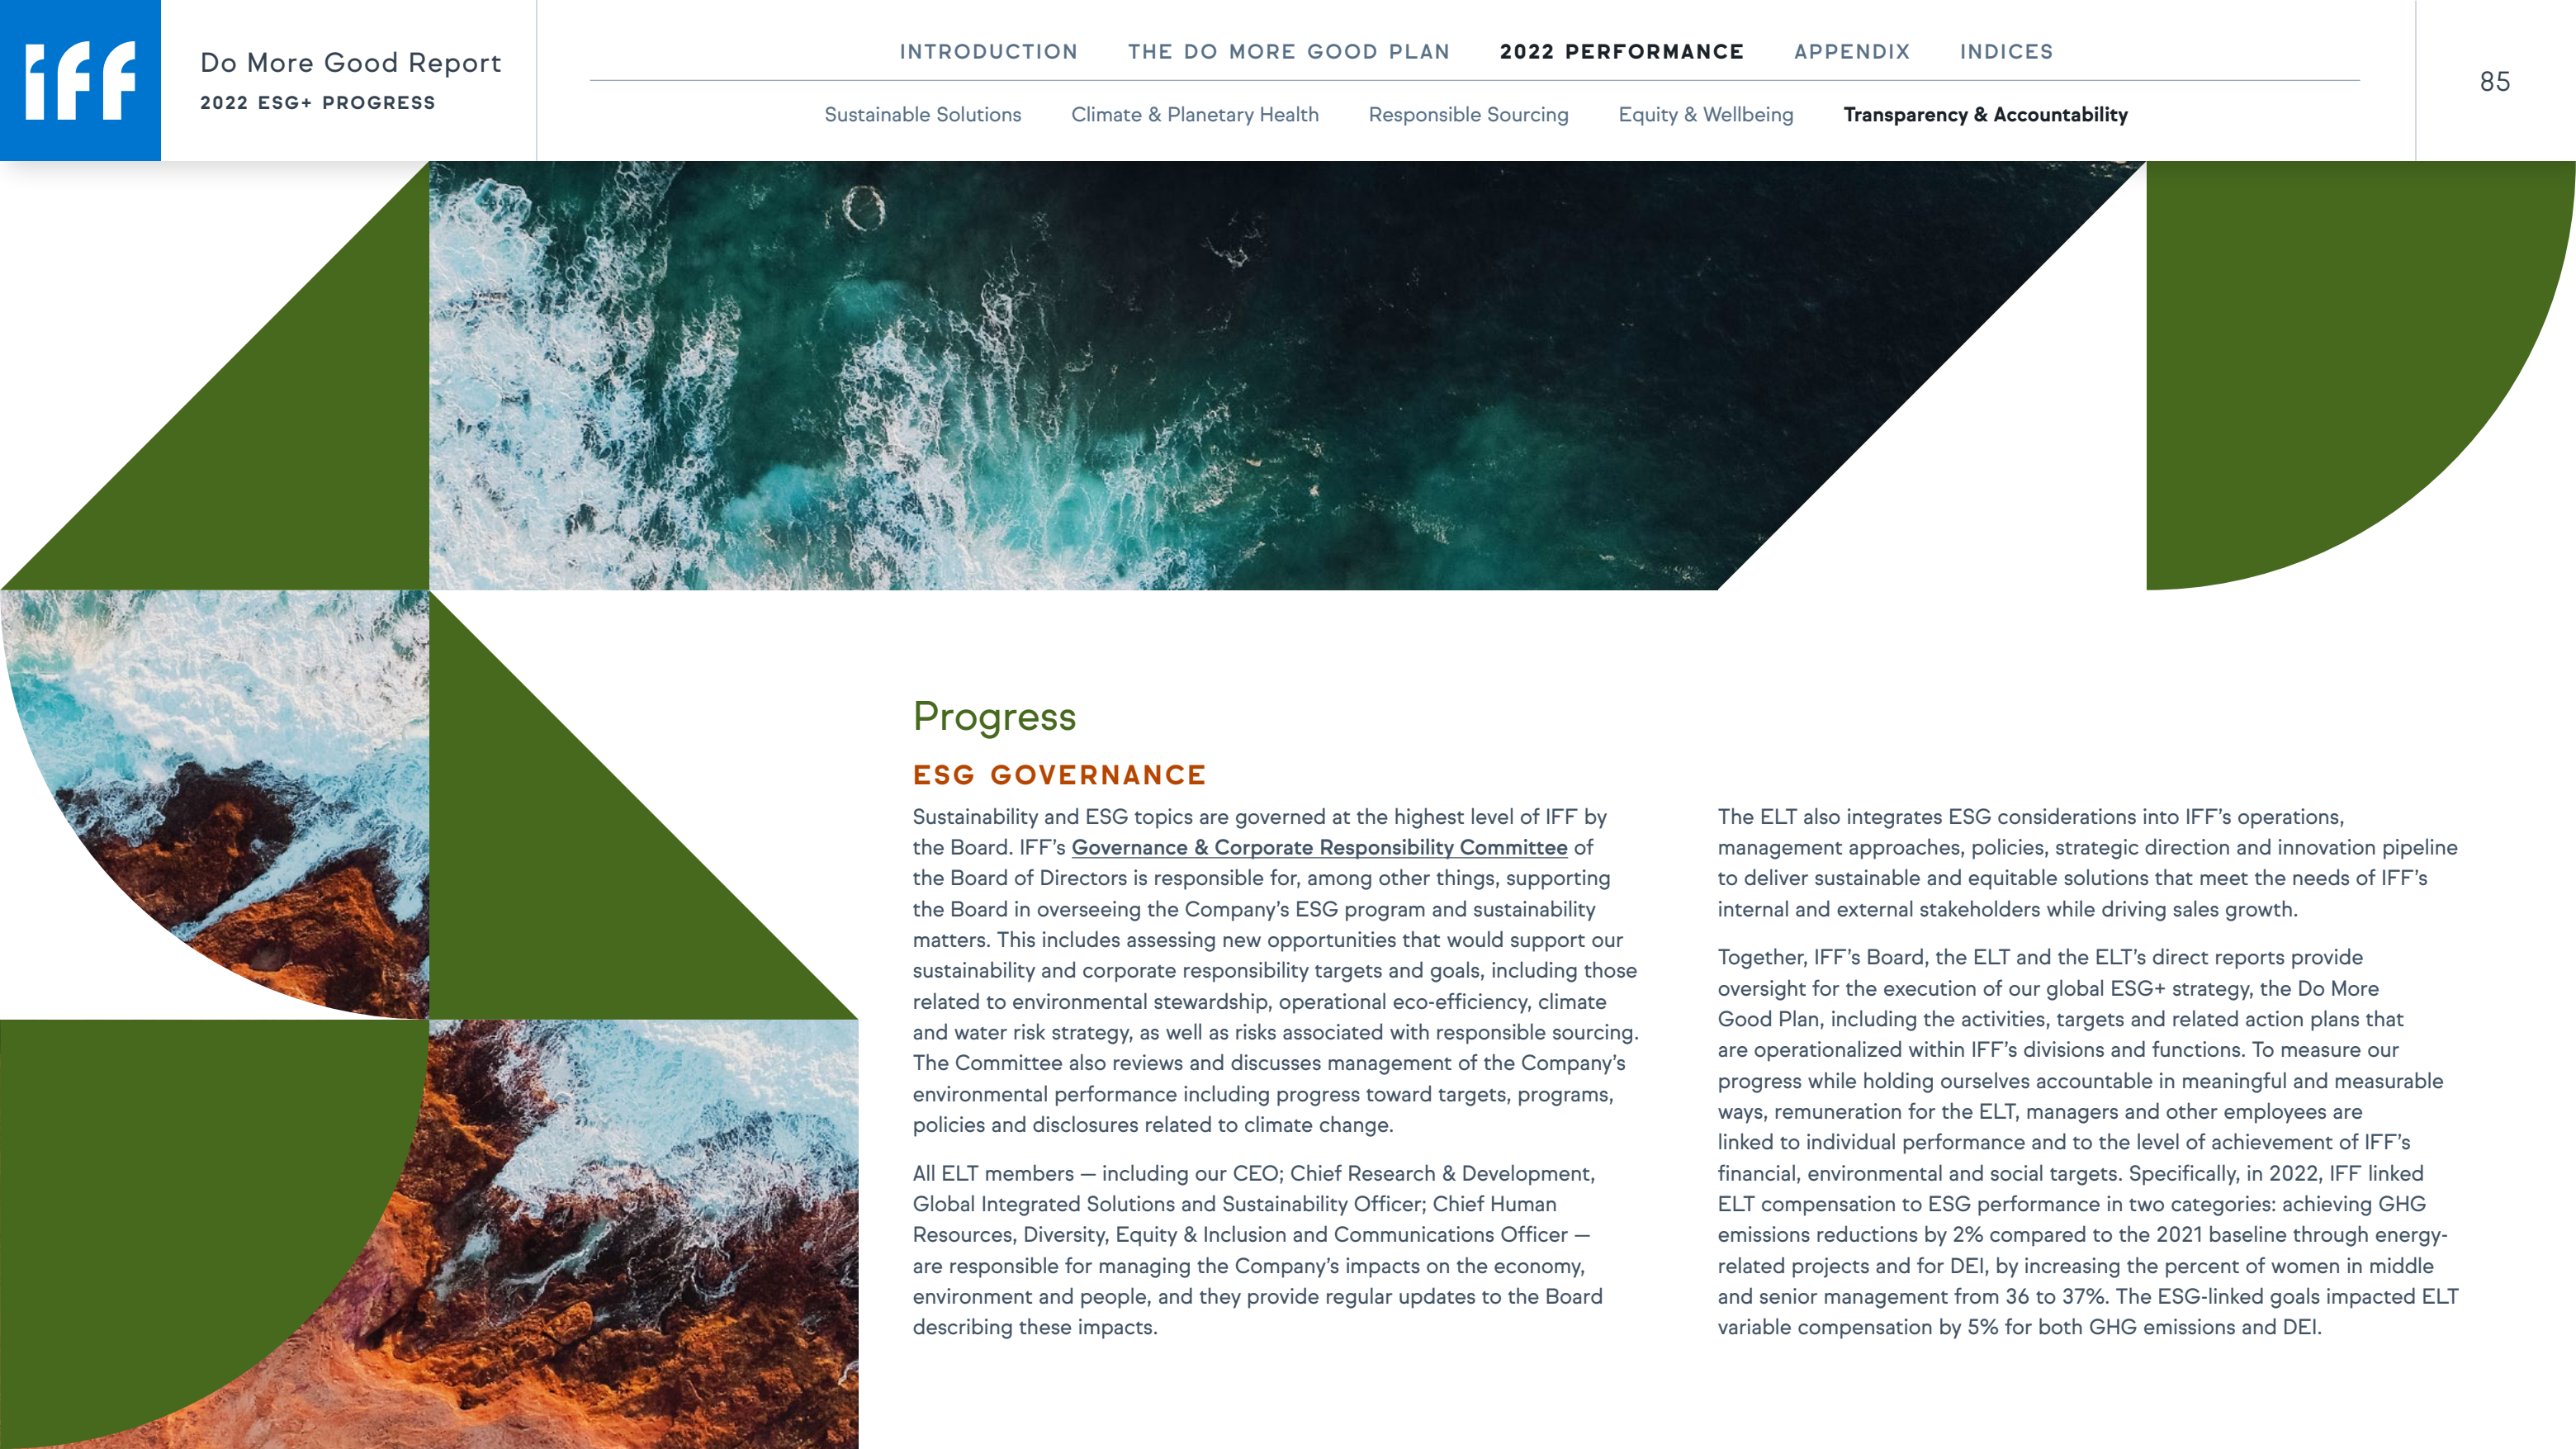 iff
Do More Good Report
2022 ESG+ PROGRESS
INTRODUCTION THE DO MORE GOOD PLAN 2022 PERFORMANCE APPENDIX INDICES
Sustainable Solutions Climate & Planetary Health Responsible Sourcing Equity & Wellbeing Transparency & Accountability
85
Progress
ESG GOVERNANCE
Sustainability and ESG topics are governed at the highest level of IFF by
the Board. IFF’s Governance & Corporate Responsibility Committee of
the Board of Directors is responsible for, among other things, supporting
the Board in overseeing the Company’s ESG program and sustainability
matters. This includes assessing new opportunities that would support our
sustainability and corporate responsibility targets and goals, including those
related to environmental stewardship, operational eco-efficiency, climate
and water risk strategy, as well as risks associated with responsible sourcing.
The Committee also reviews and discusses management of the Company’s
environmental performance including progress toward targets, programs,
policies and disclosures related to climate change.
All ELT members — including our CEO; Chief Research & Development,
Global Integrated Solutions and Sustainability Officer; Chief Human
Resources, Diversity, Equity & Inclusion and Communications Officer —
are responsible for managing the Company’s impacts on the economy,
environment and people, and they provide regular updates to the Board
describing these impacts.
The ELT also integrates ESG considerations into IFF’s operations,
management approaches, policies, strategic direction and innovation pipeline
to deliver sustainable and equitable solutions that meet the needs of IFF’s
internal and external stakeholders while driving sales growth.
Together, IFF’s Board, the ELT and the ELT’s direct reports provide
oversight for the execution of our global ESG+ strategy, the Do More
Good Plan, including the activities, targets and related action plans that
are operationalized within IFF’s divisions and functions. To measure our
progress while holding ourselves accountable in meaningful and measurable
ways, remuneration for the ELT, managers and other employees are
linked to individual performance and to the level of achievement of IFF’s
financial, environmental and social targets. Specifically, in 2022, IFF linked
ELT compensation to ESG performance in two categories: achieving GHG
emissions reductions by 2% compared to the 2021 baseline through energy-
related projects and for DEI, by increasing the percent of women in middle
and senior management from 36 to 37%. The ESG-linked goals impacted ELT
variable compensation by 5% for both GHG emissions and DEI.